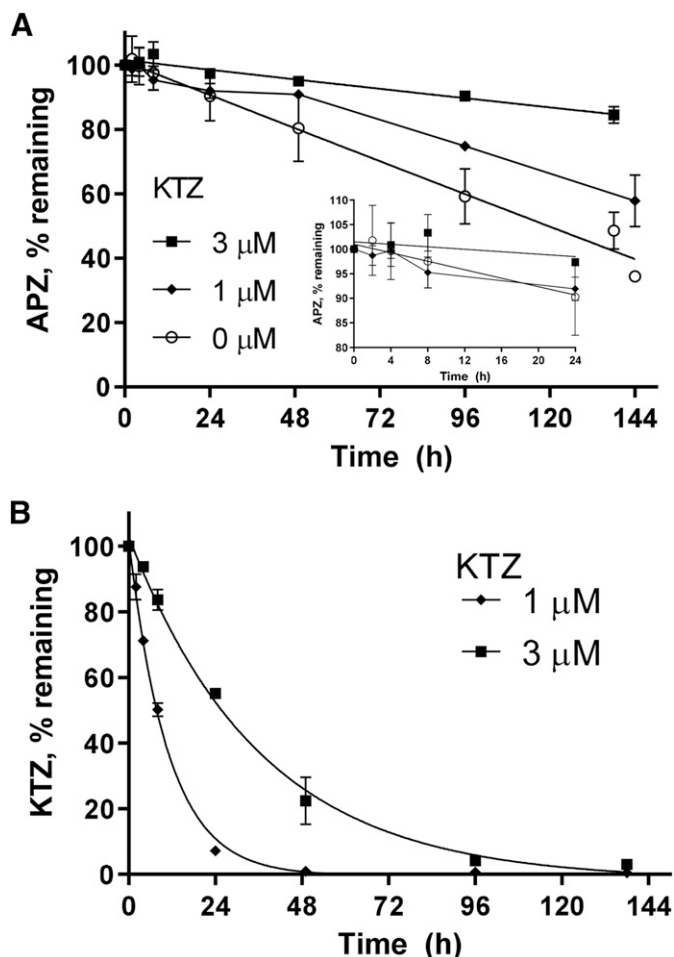 A
APZ, % remaining
100
80
60
40
20
0
KTZ
3 μM
1 μM
0 μM
APZ, % remaining
110
105
100
95
90
85
80
0 4 8 12 16 20 24
Time (h)
0 24 48 72 96 120 144
Time (h)
B
KTZ, % remaining
100
80
60
40
20
0
KTZ
1 μM
3 μM
0 24 48 72 96 120 144
Time (h)